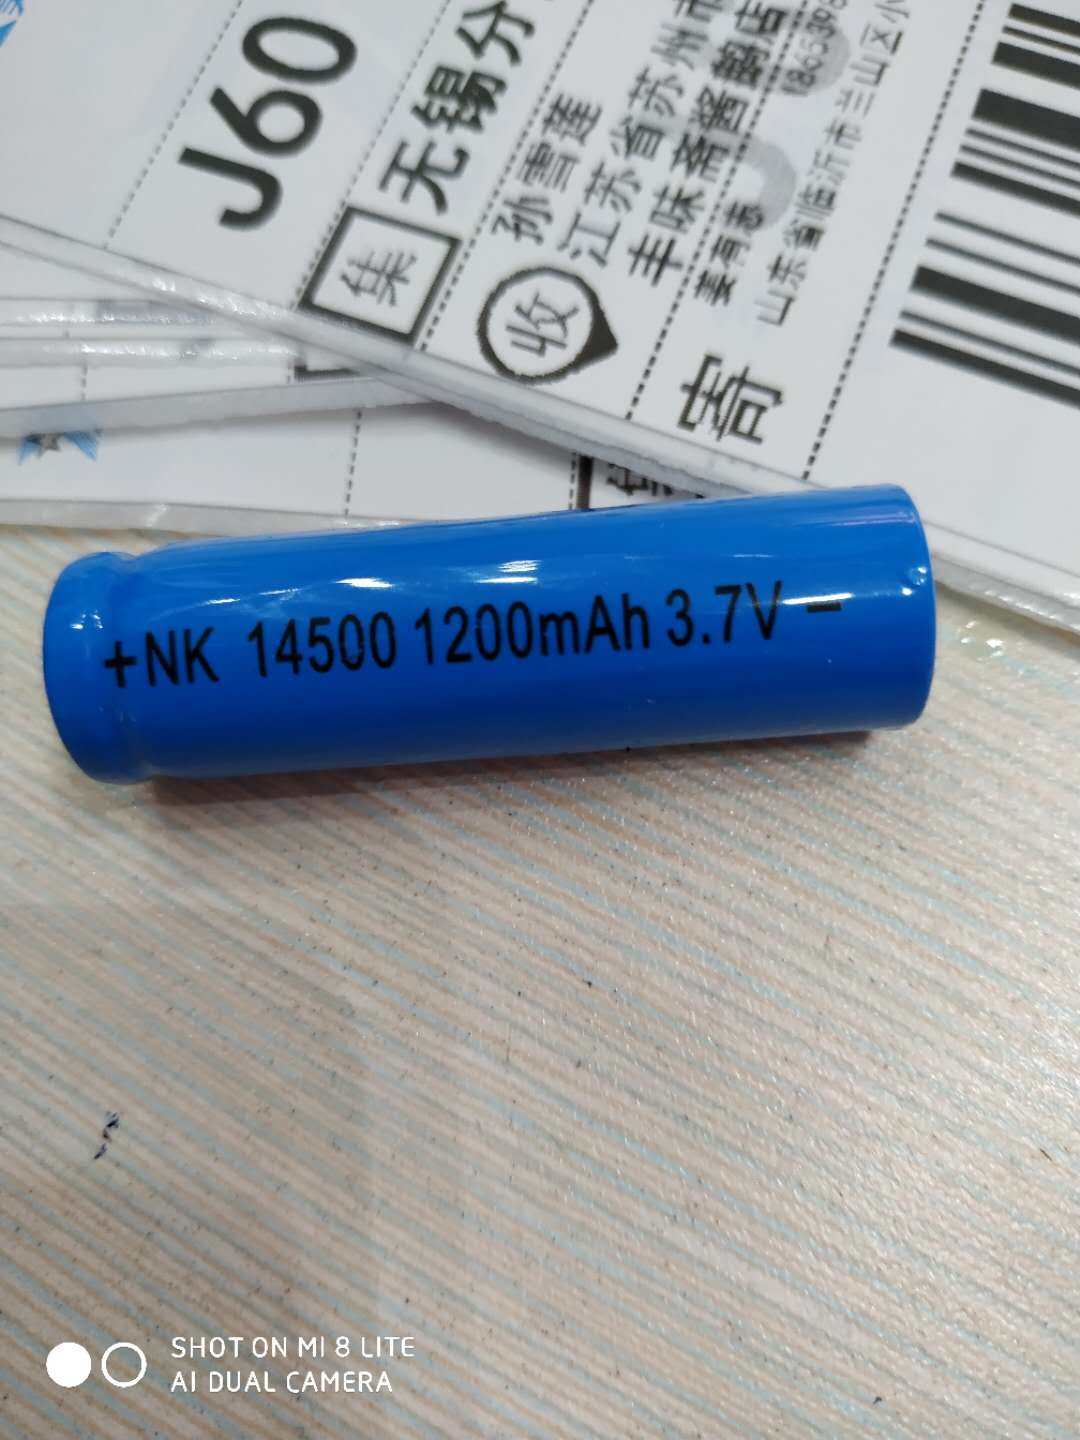 J60
集 无锡分
孙雪莲
江苏省苏州市
丰味斋酱
收
山东省临沂市兰山区小
寄
+NK 14500 1200mAh 3.7V -
SHOT ON MI 8 LITE
AI DUAL CAMERA